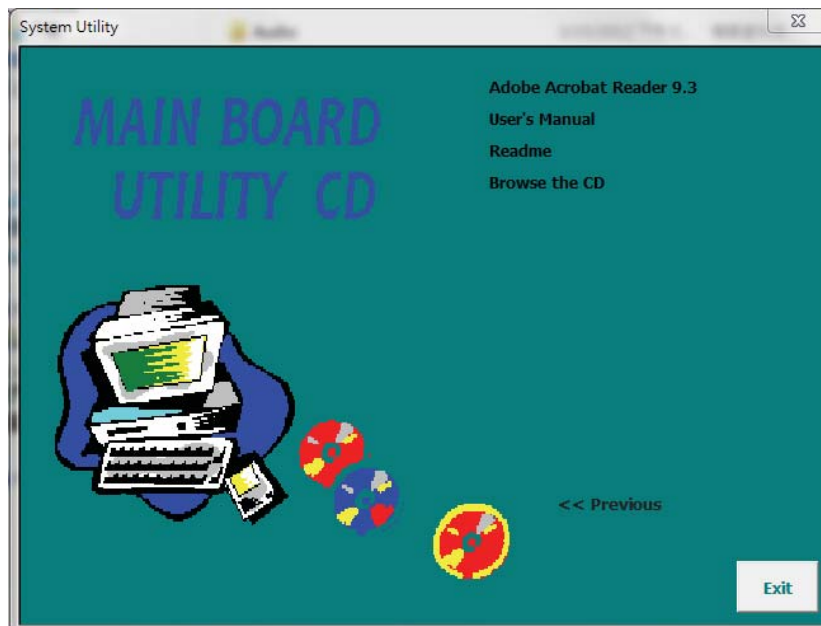 System Utility
MAIN BOARD
UTILITY CD
Adobe Acrobat Reader 9.3
User's Manual
Readme
Browse the CD
<< Previous
Exit